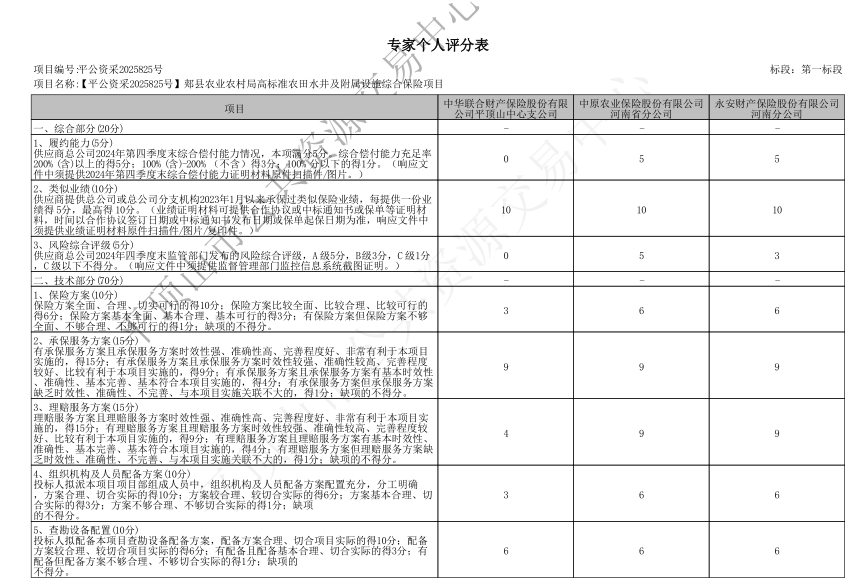 专家个人评分表
项目编号:平公资采2025825号
标段: 第一标段
项目名称:【平公资采2025825号】郏县农业农村局高标准农田水井及附属设施综合保险项目
项目
中华联合财产保险股份有限
公司平顶山中心支公司
中原农业保险股份有限公司
河南省分公司
永安财产保险股份有限公司
河南分公司
一、综合部分(20分)
－ － －
1、履约能力(5分)
供应商总公司2024年第四季度末综合偿付能力情况，本项满分5分。综合偿付能力充足率
200%(含)以上的得5分；100%(含)-200%（不含）得3分；100%分以下的得1分。（响应文
件中须提供2024年第四季度末综合偿付能力证明材料原件扫描件/图片。）
0 5 5
2、类似业绩(10分)
供应商提供总公司或总公司分支机构2023年1月以来承保过类似保险业绩，每提供一份业
绩得 5分，最高得 10分。（业绩证明材料可提供合作协议或中标通知书或保单等证明材
料，时间以合作协议签订日期或中标通知书发布日期或保单起保日期为准，响应文件中
须提供业绩证明材料原件扫描件/图片/复印件。）
10 10 10
3、风险综合评级(5分)
供应商总公司2024年四季度末监管部门发布的风险综合评级，A 级5分，B级3分，C 级1分
，C 级以下不得分。（响应文件中须提供监督管理部门监控信息系统截图证明。）
0 5 3
二、技术部分(70分)
－ － －
1、保险方案(10分)
保险方案全面、合理、切实可行的得10分；保险方案比较全面、比较合理、比较可行的
得6分；保险方案基本全面、基本合理、基本可行的得3分；有保险方案但保险方案不够
全面、不够合理、不够可行的得1分；缺项的不得分。
3 6 6
2、承保服务方案(15分)
有承保服务方案且承保服务方案时效性强、准确性高、完善程度好、非常有利于本项目
实施的，得15分；有承保服务方案且承保服务方案时效性较强、准确性较高、完善程度
较好、比较有利于本项目实施的，得9分；有承保服务方案且承保服务方案有基本时效性
、准确性、基本完善、基本符合本项目实施的，得4分；有承保服务方案但承保服务方案
缺乏时效性、准确性、不完善、与本项目实施关联不大的，得1分；缺项的不得分。
9 9 9
3、理赔服务方案(15分)
理赔服务方案且理赔服务方案时效性强、准确性高、完善程度好、非常有利于本项目实
施的，得15分；有理赔服务方案且理赔服务方案时效性较强、准确性较高、完善程度较
好、比较有利于本项目实施的，得9分；有理赔服务方案且理赔服务方案有基本时效性、
准确性、基本完善、基本符合本项目实施的，得4分；有理赔服务方案但理赔服务方案缺
乏时效性、准确性、不完善、与本项目实施关联不大的，得1分；缺项的不得分。
4 9 9
4、组织机构及人员配备方案(10分)
投标人拟派本项目项目部组成人员中，组织机构及人员配备方案配置充分，分工明确
，方案合理、切合实际的得10分；方案较合理、较切合实际的得6分；方案基本合理、切
合实际的得3分；方案不够合理、不够切合实际的得1分；缺项
的不得分。
3 6 6
5、查勘设备配置(10分)
投标人拟配备本项目查勘设备配备方案，配备方案合理、切合项目实际的得10分；配备
方案较合理、较切合项目实际的得6分；有配备且配备基本合理、切合实际的得3分；有
配备但配备方案不合理、不够切合实际的得1分；缺项的
不得分。
6 6 6
平顶山市公共资源交易中心
公共资源交易中心